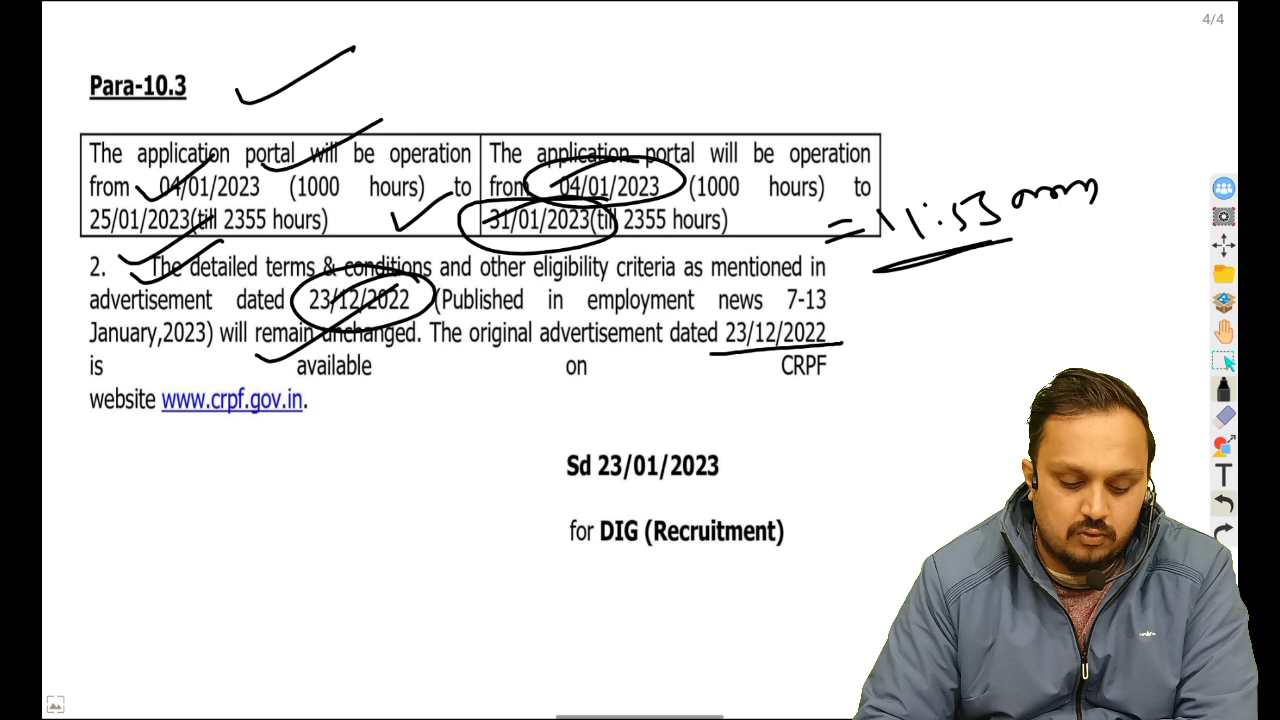 4/4
Para-10.3
The application portal will be operation
from 04/01/2023 (1000 hours) to
25/01/2023(till 2355 hours)
The application portal will be operation
from 04/01/2023 (1000 hours) to
31/01/2023(till 2355 hours)
= 11:53
2. The detailed terms & conditions and other eligibility criteria as mentioned in
advertisement dated 23/12/2022 (Published in employment news 7-13
January,2023) will remain unchanged. The original advertisement dated 23/12/2022
is available on CRPF
website www.crpf.gov.in.
Sd 23/01/2023
for DIG (Recruitment)
T